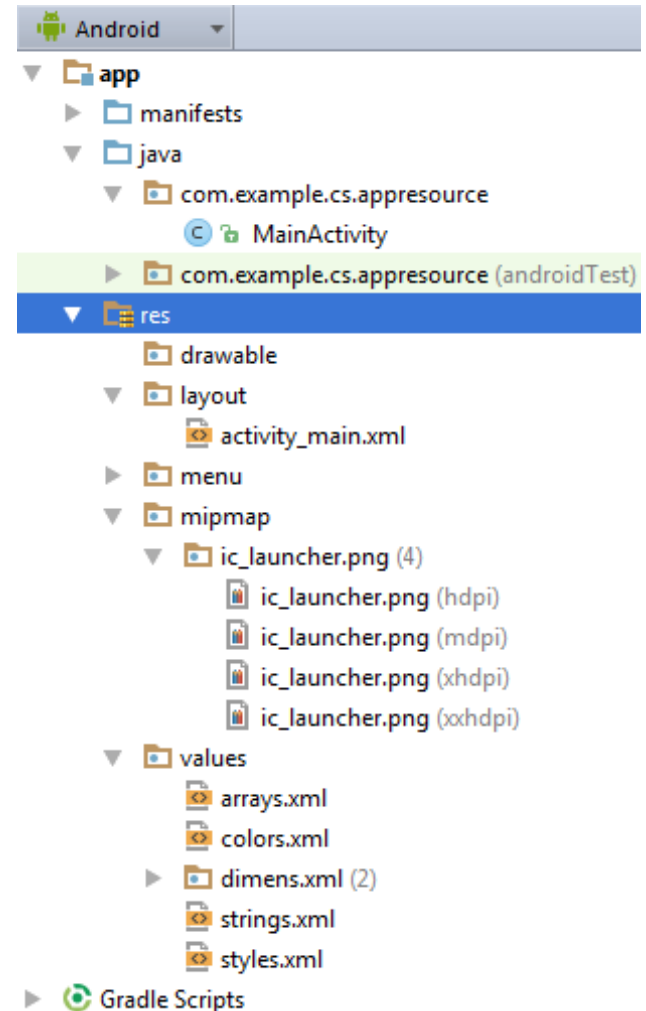 Android
app
manifests
java
com.example.cs.appresource
C MainActivity
com.example.cs.appresource (androidTest)
res
drawable
layout
activity_main.xml
menu
mipmap
ic_launcher.png (4)
ic_launcher.png (hdpi)
ic_launcher.png (mdpi)
ic_launcher.png (xhdpi)
ic_launcher.png (xxhdpi)
values
arrays.xml
colors.xml
dimens.xml (2)
strings.xml
styles.xml
Gradle Scripts